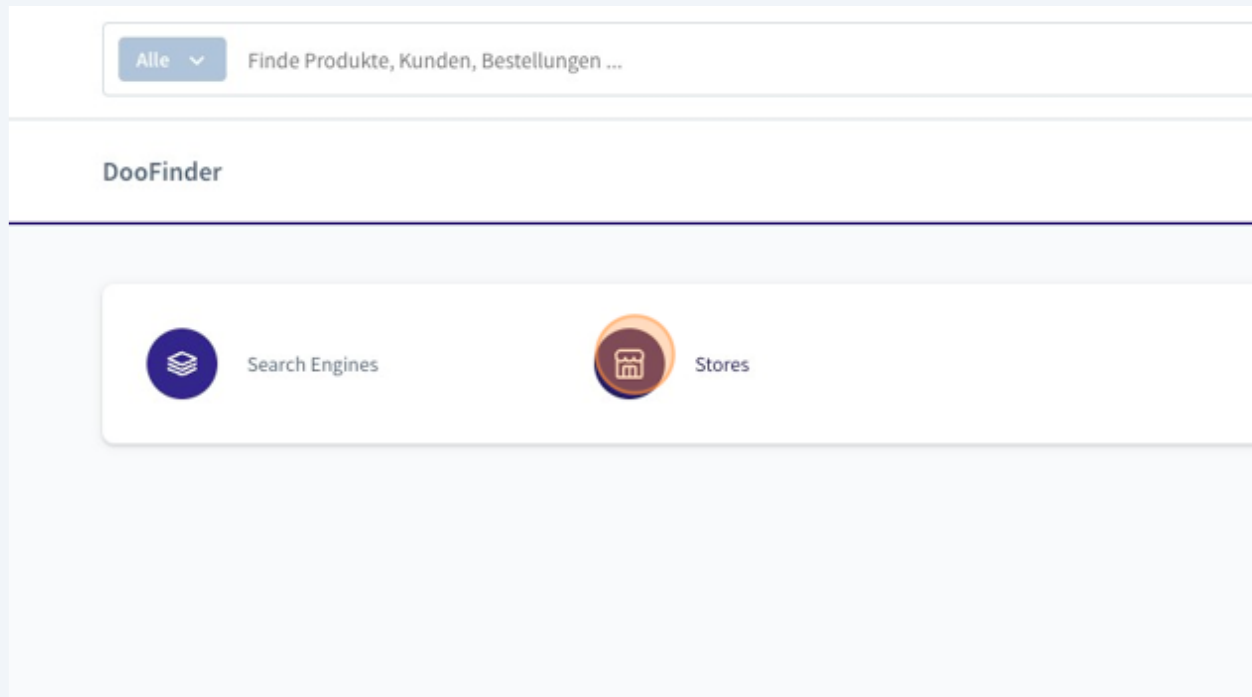 Alle
Finde Produkte, Kunden, Bestellungen ...
DooFinder
Search Engines
Stores